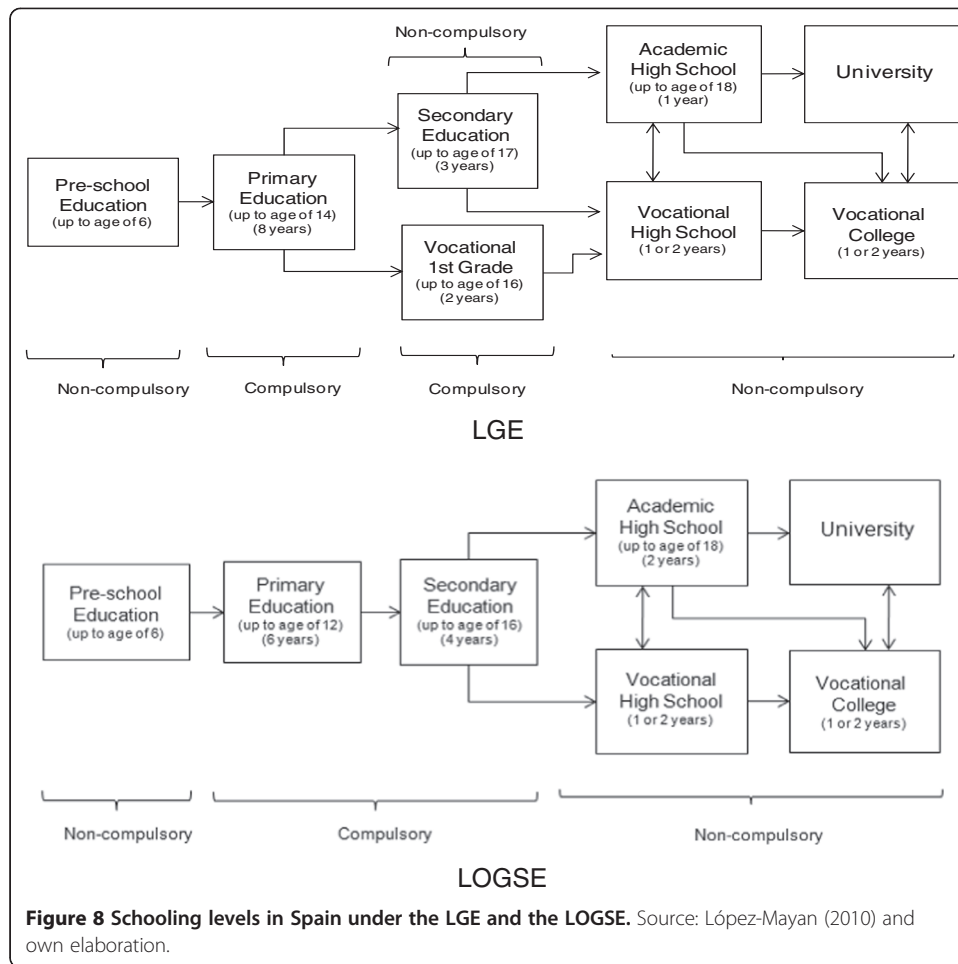 Non-compulsory
Academic
High School
(up to age of 18)
(1 year)
University
Secondary
Education
(up to age of 17)
(3 years)
Pre-school
Education
(up to age of 6)
Primary
Education
(up to age of 14)
(8 years)
Vocational
1st Grade
(up to age of 16)
(2 years)
Vocational
High School
(1 or 2 years)
Vocational
College
(1 or 2 years)
Non-compulsory
Compulsory
Compulsory
Non-compulsory
LGE
Academic
High School
(up to age of 18)
(2 years)
University
Pre-school
Education
(up to age of 6)
Primary
Education
(up to age of 12)
(6 years)
Secondary
Education
(up to age of 16)
(4 years)
Vocational
High School
(1 or 2 years)
Vocational
College
(1 or 2 years)
Non-compulsory
Compulsory
Non-compulsory
LOGSE
Figure 8 Schooling levels in Spain under the LGE and the LOGSE. Source: López-Mayan (2010) and
own elaboration.